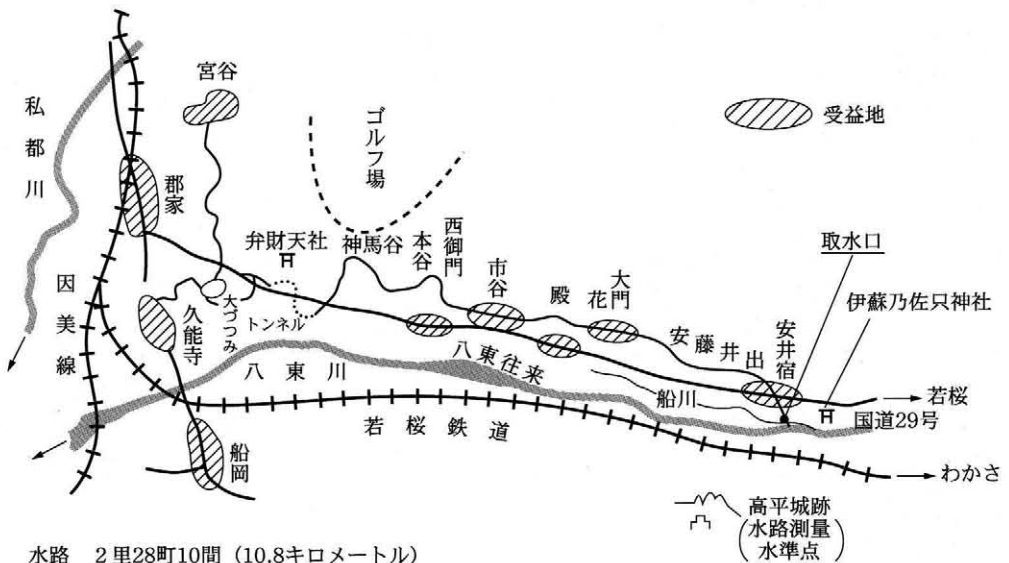 宮谷
私都川
ゴルフ場
受益地
郡家
弁財天社
神馬谷
本谷
西御門
市谷
殿
花
大門
取水口
伊蘇乃佐只神社
安藤井出
安井宿
因美線
久能寺
大づつみ
トンネル
八東川
八東往来
船川
若桜
国道29号
若桜鉄道
わかさ
船岡
高平城跡
(水路測量
水準点)
水路 2里28町10間(10.8キロメートル)